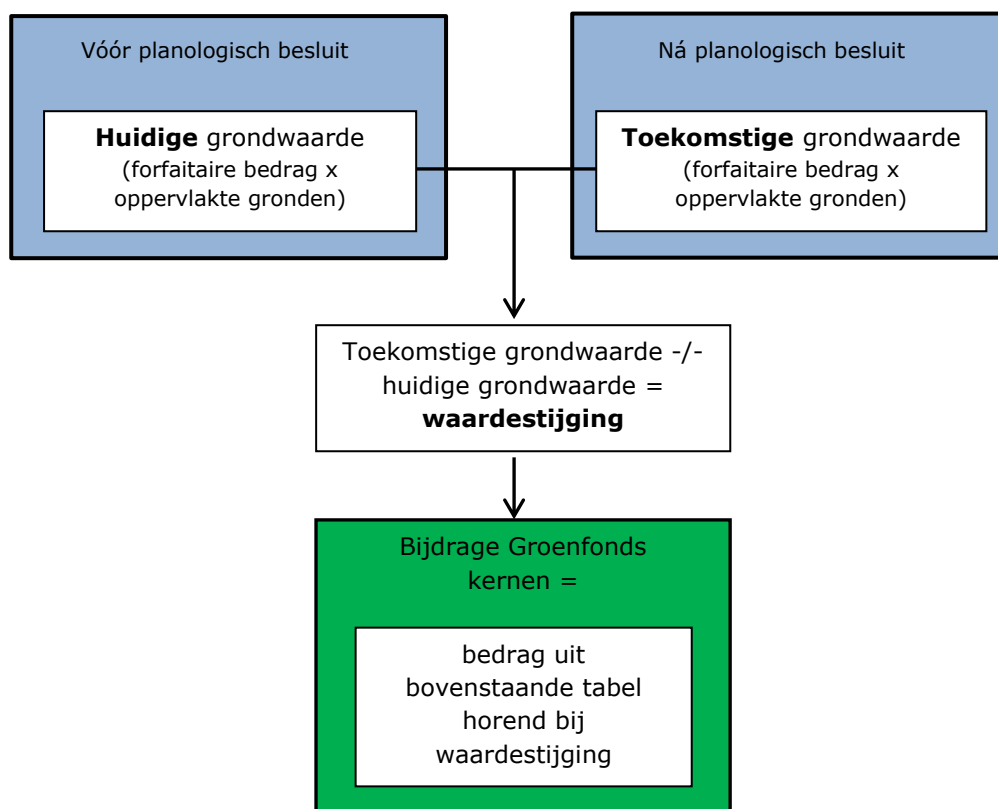 Vóór planologisch besluit
Huidige grondwaarde
(forfaitaire bedrag x
oppervlakte gronden)
Ná planologisch besluit
Toekomstige grondwaarde
(forfaitaire bedrag x
oppervlakte gronden)
Toekomstige grondwaarde -/-
huidige grondwaarde =
waardestijging
Bijdrage Groenfonds
kernen =
bedrag uit
bovenstaande tabel
horend bij
waardestijging